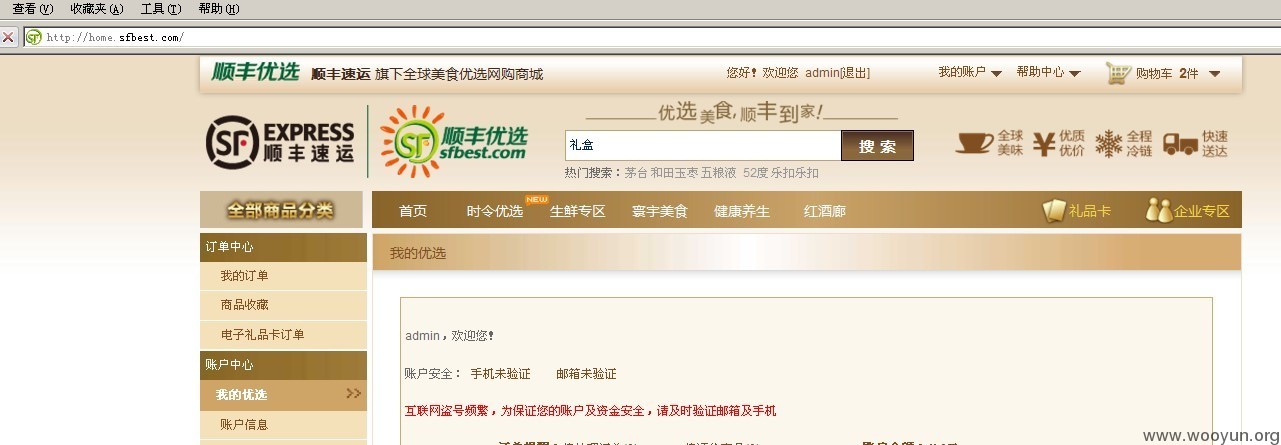 查看(V) 收藏夹(A) 工具(T) 帮助(H)
http://home.sfbest.com/
顺丰优选 顺丰速运 旗下全球美食优选网购商城 您好! 欢迎您 admin[退出] 我的账户 帮助中心 购物车 2件
优选美食,顺丰到家!
SF EXPRESS 顺丰速运 SF 顺丰优选 sfbest.com
礼盒 搜 索
全球美味 优质优价 全程冷链 快速送达
热门搜索：茅台 和田玉枣 五粮液 52度 乐扣乐扣
全部商品分类 首页 时令优选 NEW 生鲜专区 寰宇美食 健康养生 红酒廊 礼品卡 企业专区
订单中心
我的订单
商品收藏
电子礼品卡订单
账户中心
我的优选 >>
账户信息
我的优选
admin，欢迎您!
账户安全： 手机未验证 邮箱未验证
互联网盗号频繁，为保证您的账户及资金安全，请及时验证邮箱及手机
www.wooyun.org